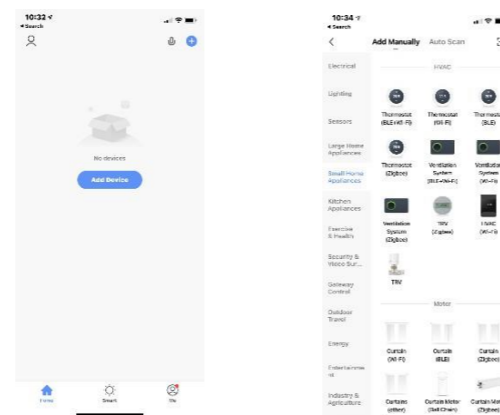 10:32
Search
No devices
Add Device
Home
Smart
Me
10:34
Search
Add Manually
Auto Scan
Electrical
Lighting
Sensors
Large Home
Appliances
Small Home
Appliances
Kitchen
Appliances
Exercise
& Health
Security &
Video Sur...
Gateway
Control
Outdoor
Travel
Energy
Entertainme
nt
Industry &
Agriculture
HVAC
Thermostat
(BLE+Wi-Fi)
Thermostat
(Wi-Fi)
Thermosta
(BLE)
Thermostat
(Zigbee)
Ventilation
System
(BLE+Wi-Fi)
Ventilation
System
(Wi-Fi)
Ventilation
System
(Zigbee)
TRV
(Zigbee)
HVAC
(Wi-Fi)
TRV
Motor
Curtain
(Wi-Fi)
Curtain
(BLE)
Curtain
(Zigbee)
Curtains
(other)
Curtain Motor
(Ball Chain)
Curtain Mot
(Zigbee)